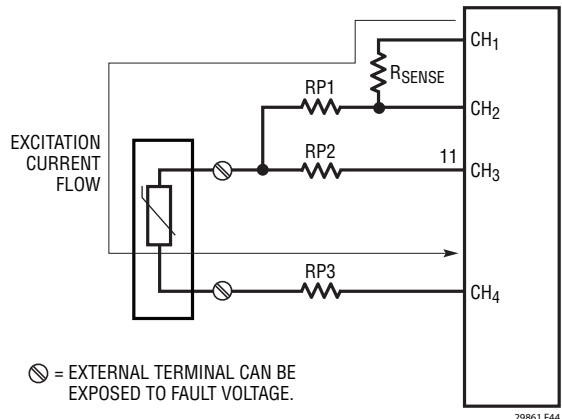 CH1
RSENSE
RP1
CH2
EXCITATION
CURRENT
FLOW
RP2
11
CH3
RP3
CH4
= EXTERNAL TERMINAL CAN BE
EXPOSED TO FAULT VOLTAGE.
29861 F44